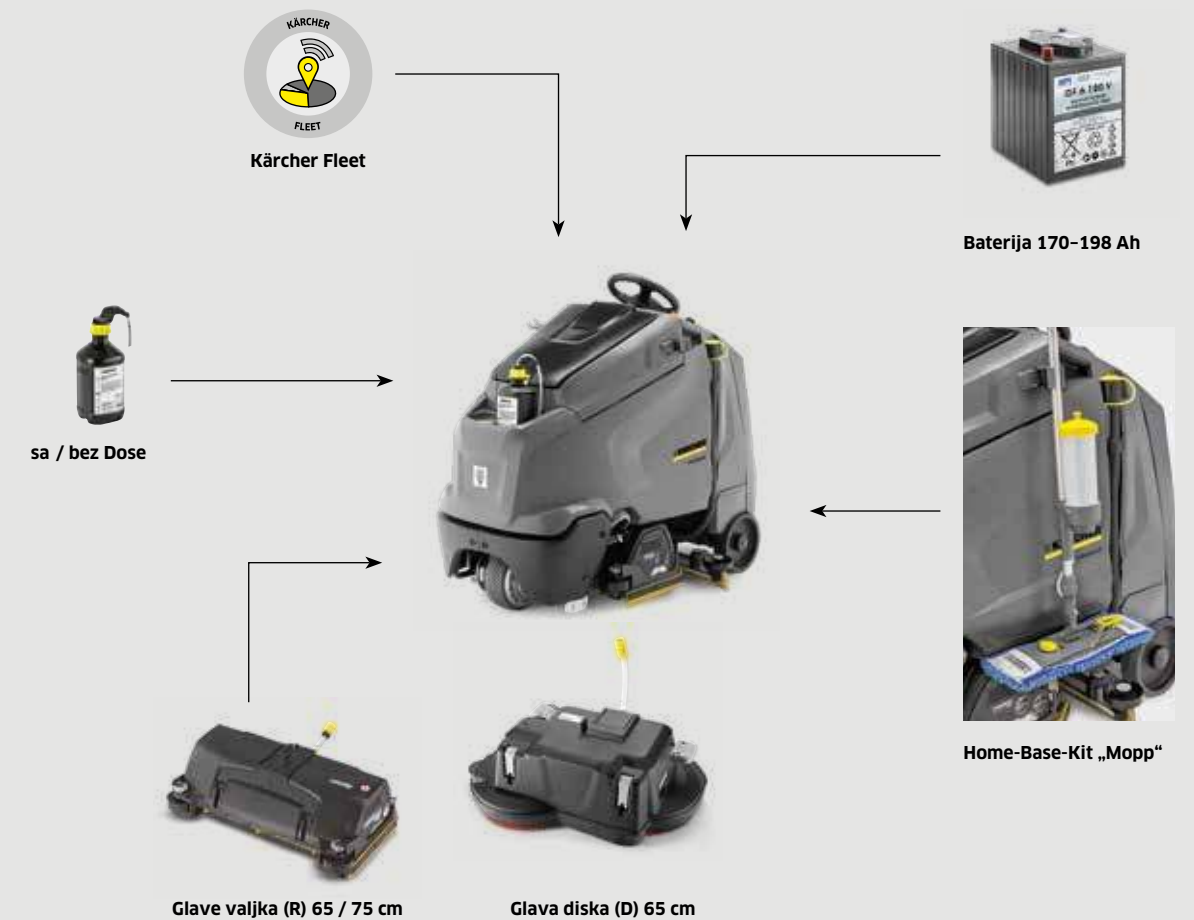 KÄRCHER
FLEET
Kärcher Fleet
Baterija 170–198 Ah
sa / bez Dose
Home-Base-Kit „Mopp“
Glave valjka (R) 65 / 75 cm
Glava diska (D) 65 cm